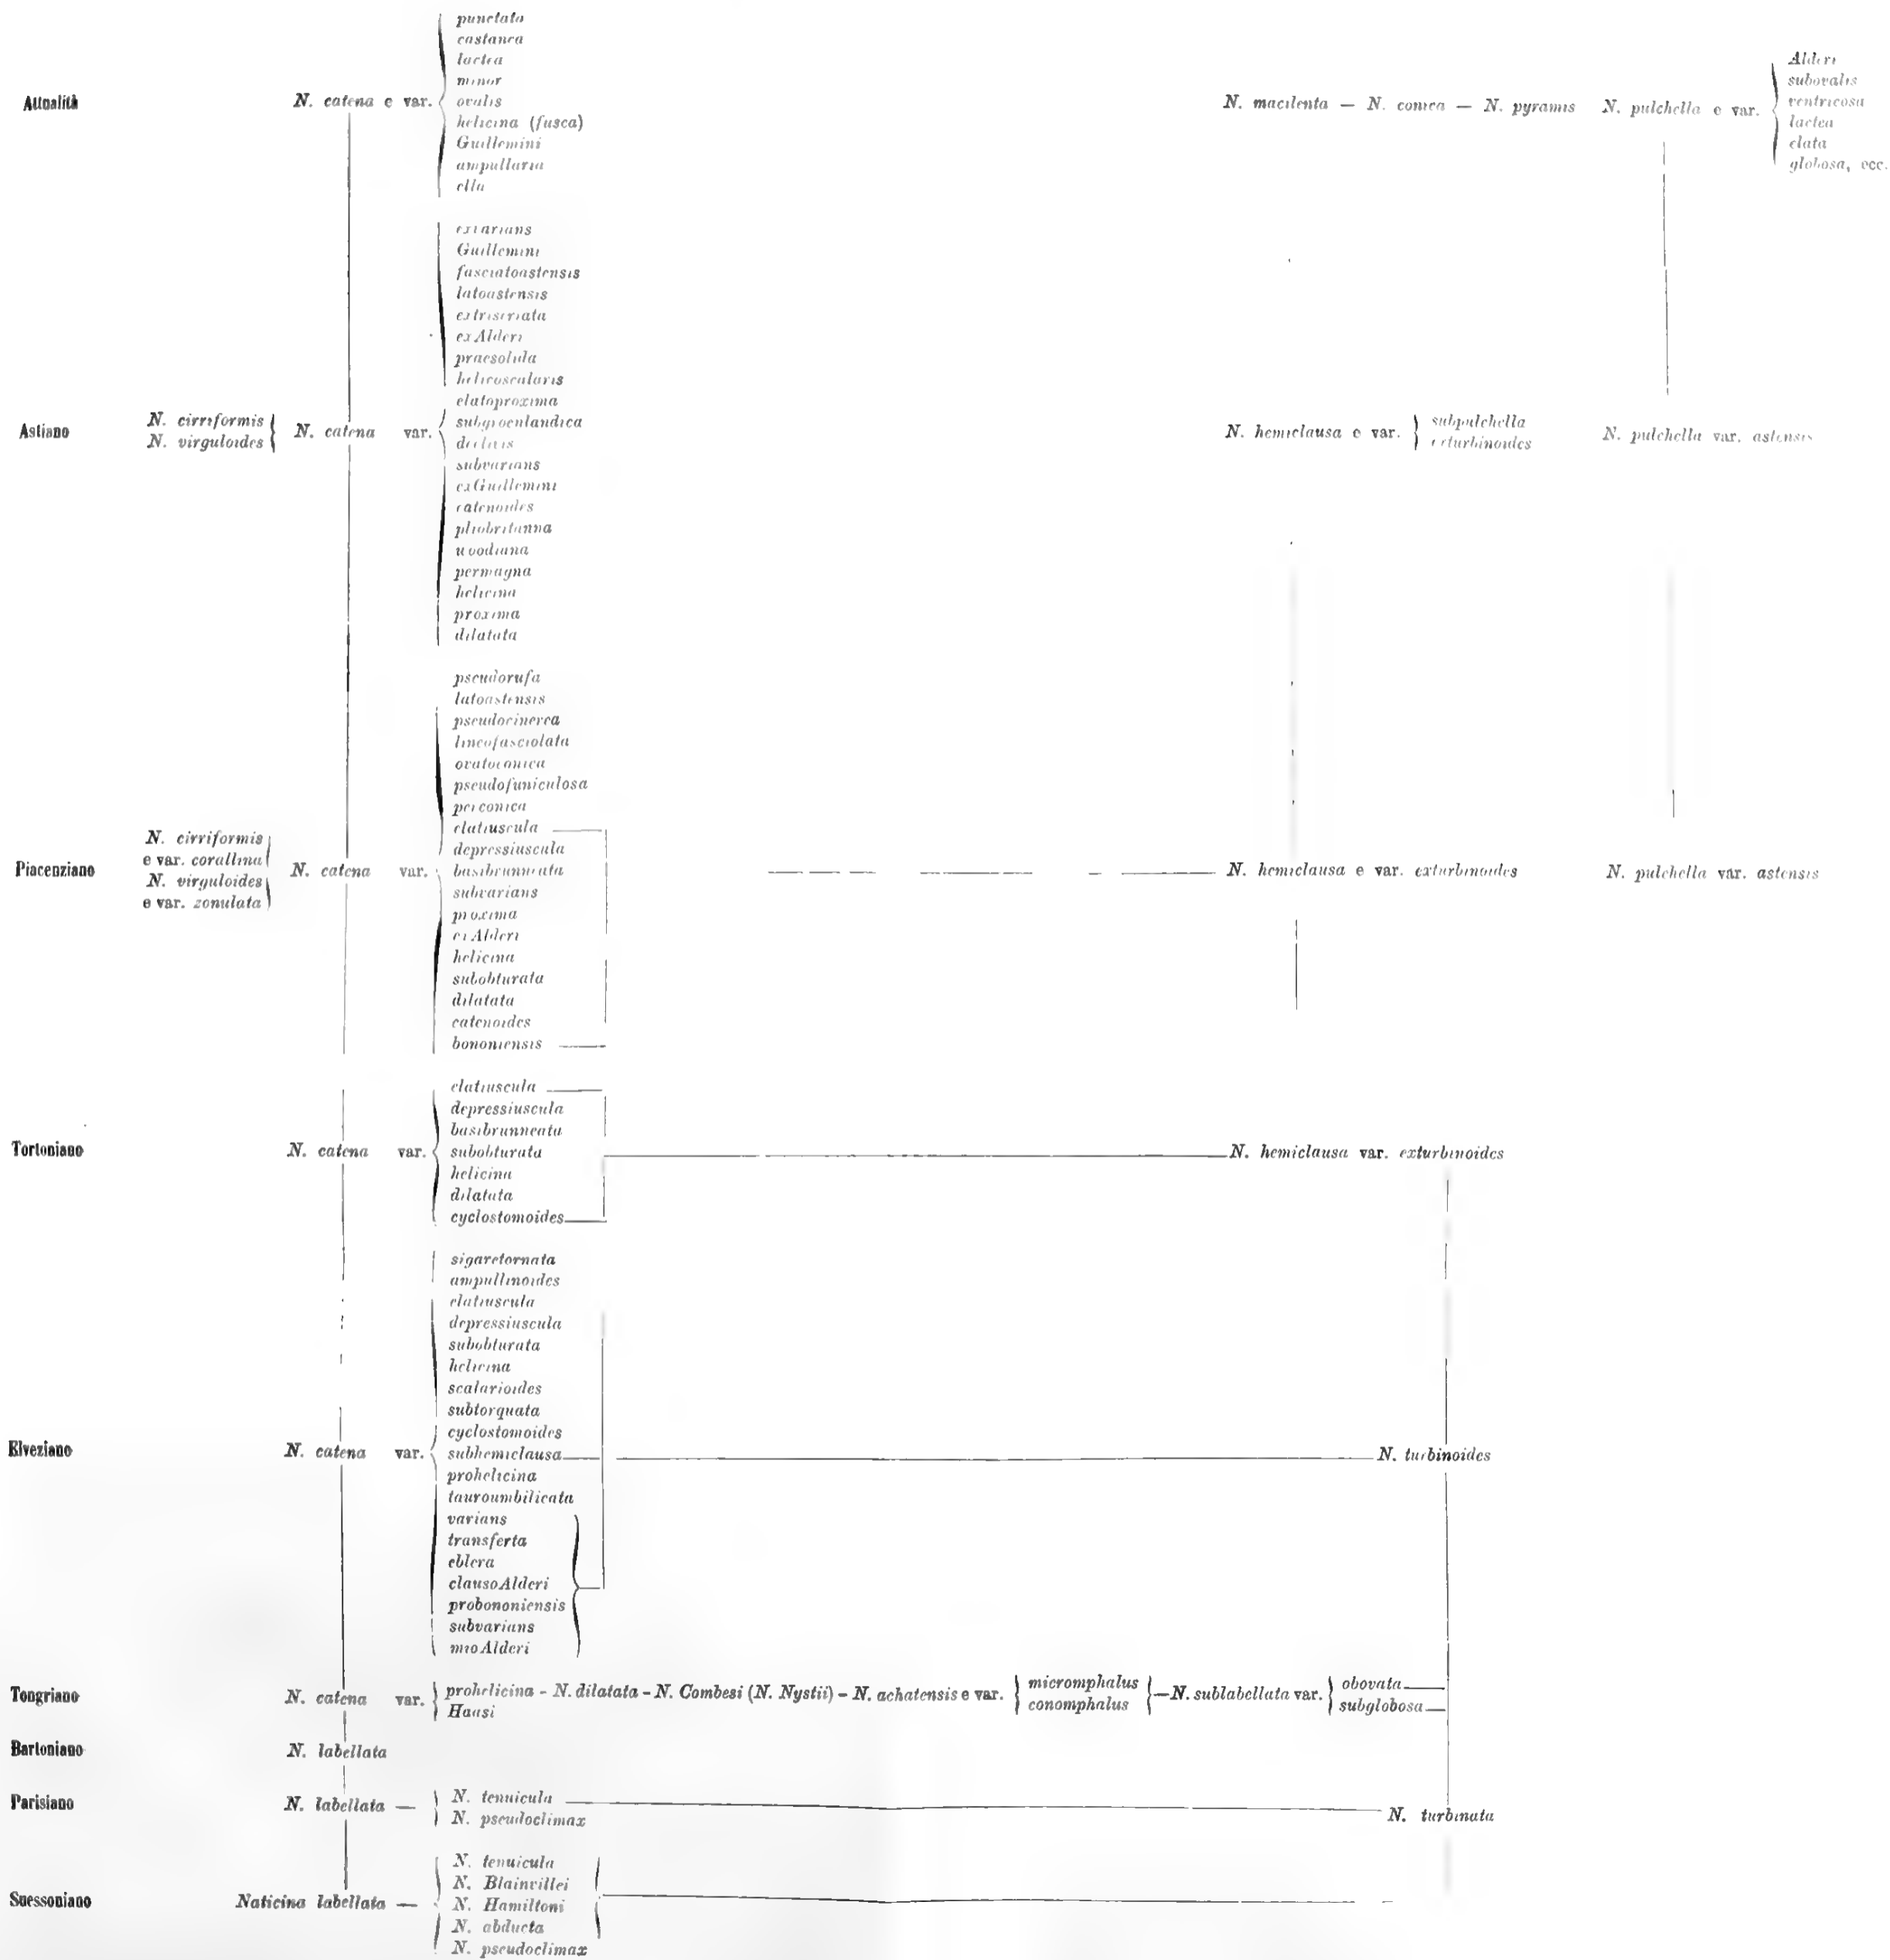 Attualità
N. catena e var.
punctata
castanea
lactea
minor
ovalis
helicina (fusca)
Guillemini
ampullaria
ella
N. macilenta — N. conica — N. pyramis
N. pulchella e var.
Alderi
subovalis
ventricosa
lactea
elata
globosa, ecc.
Astiano
N. cirriformis
N. virguloides
N. catena var.
exvarians
Guillemini
fasciatoastensis
latoastensis
extriseriata
exAlderi
praesolida
helicoscalaris
elatoproxima
subgroenlandica
declivis
subvarians
exGuillemini
catenoides
pliobritanna
woodiana
permagna
helicina
proxima
dilatata
N. hemiclausa e var.
subpulchella
exturbinoides
N. pulchella var. astensis
Piacenziano
N. cirriformis
e var. corallina
N. virguloides
e var. zonulata
N. catena var.
pseudorufa
latoastensis
pseudocinerea
lineofasciolata
ovatoconica
pseudofuniculosa
perconica
elatiuscula
depressiuscula
basibrunneata
subvarians
proxima
exAlderi
helicina
subobturata
dilatata
catenoides
bononiensis
N. hemiclausa e var. exturbinoides
N. pulchella var. astensis
Tortoniano
N. catena var.
elatiuscula
depressiuscula
basibrunneata
subobturata
helicina
dilatata
cyclostomoides
N. hemiclausa var. exturbinoides
Elveziano
N. catena var.
sigaretornata
ampullinoides
elatiuscula
depressiuscula
subobturata
helicina
scalarioides
subtorquata
cyclostomoides
subhemiclausa
prohelicina
tauroumbilicata
varians
transferta
eblera
clausoAlderi
probononiensis
subvarians
mioAlderi
N. turbinoides
Tongriano
N. catena var.
prohelicina - N. dilatata - N. Combesi (N. Nystii) - N. achatensis e var.
Haasi
micromphalus
conomphalus
— N. sublabellata var.
obovata
subglobosa
Bartoniano
N. labellata
Parisiano
N. labellata —
N. tenuicula
N. pseudoclimax
N. turbinata
Suessoniano
Naticina labellata —
N. tenuicula
N. Blainvillei
N. Hamiltoni
N. abducta
N. pseudoclimax